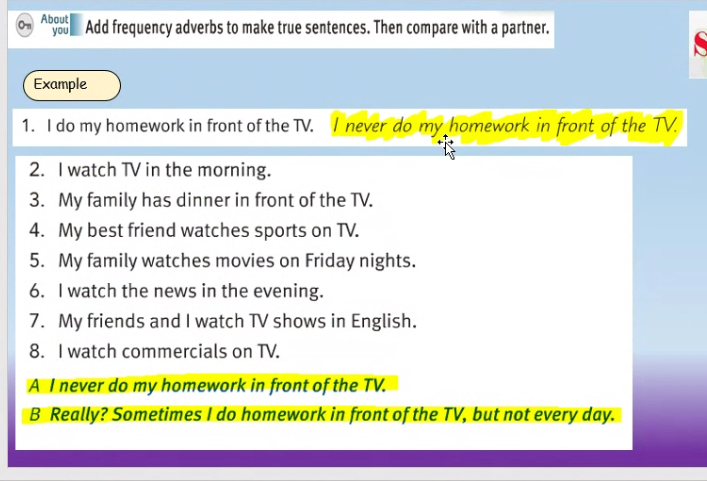 About you Add frequency adverbs to make true sentences. Then compare with a partner.
S
Example
1. I do my homework in front of the TV. I never do my homework in front of the TV.
2. I watch TV in the morning.
3. My family has dinner in front of the TV.
4. My best friend watches sports on TV.
5. My family watches movies on Friday nights.
6. I watch the news in the evening.
7. My friends and I watch TV shows in English.
8. I watch commercials on TV.
A I never do my homework in front of the TV.
B Really? Sometimes I do homework in front of the TV, but not every day.